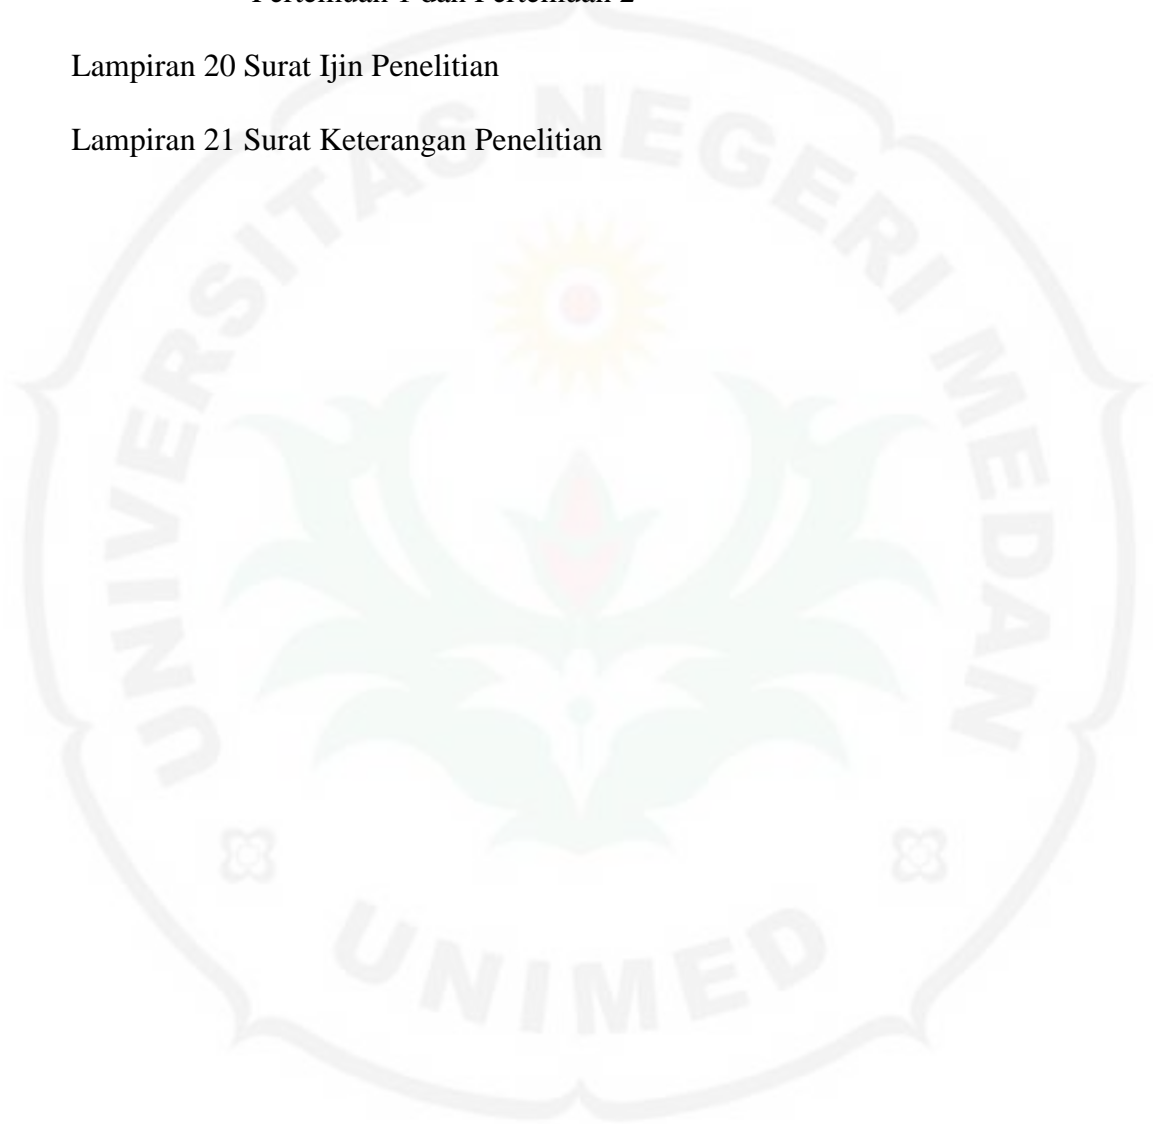 Pertemuan 1 dan Pertemuan 2
Lampiran 20 Surat Ijin Penelitian
Lampiran 21 Surat Keterangan Penelitian
UNIVERSITAS NEGERI MEDAN
UNIMED